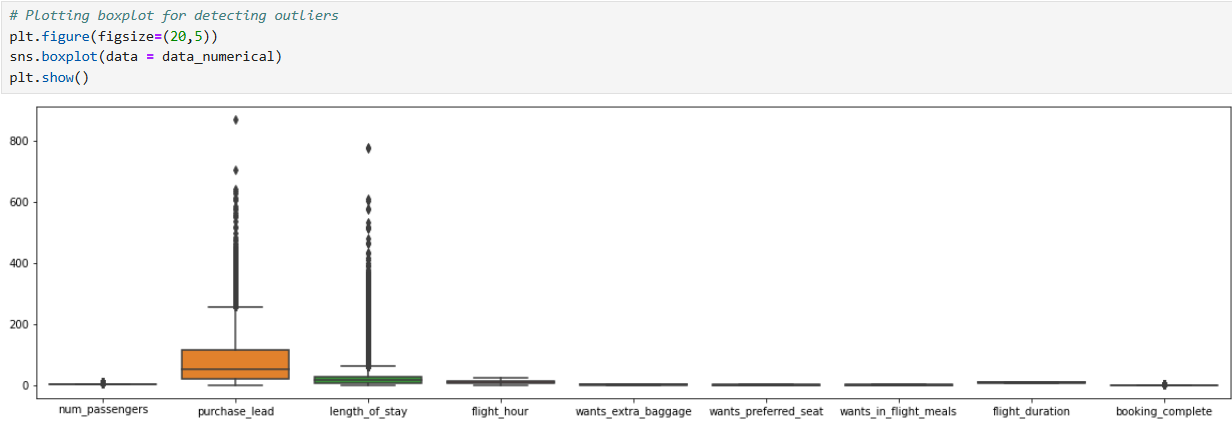 # Plotting boxplot for detecting outliers
plt.figure(figsize=(20,5))
sns.boxplot(data = data_numerical)
plt.show()
800
600
400
200
0
num_passengers purchase_lead length_of_stay flight_hour wants_extra_baggage wants_preferred_seat wants_in_flight_meals flight_duration booking_complete